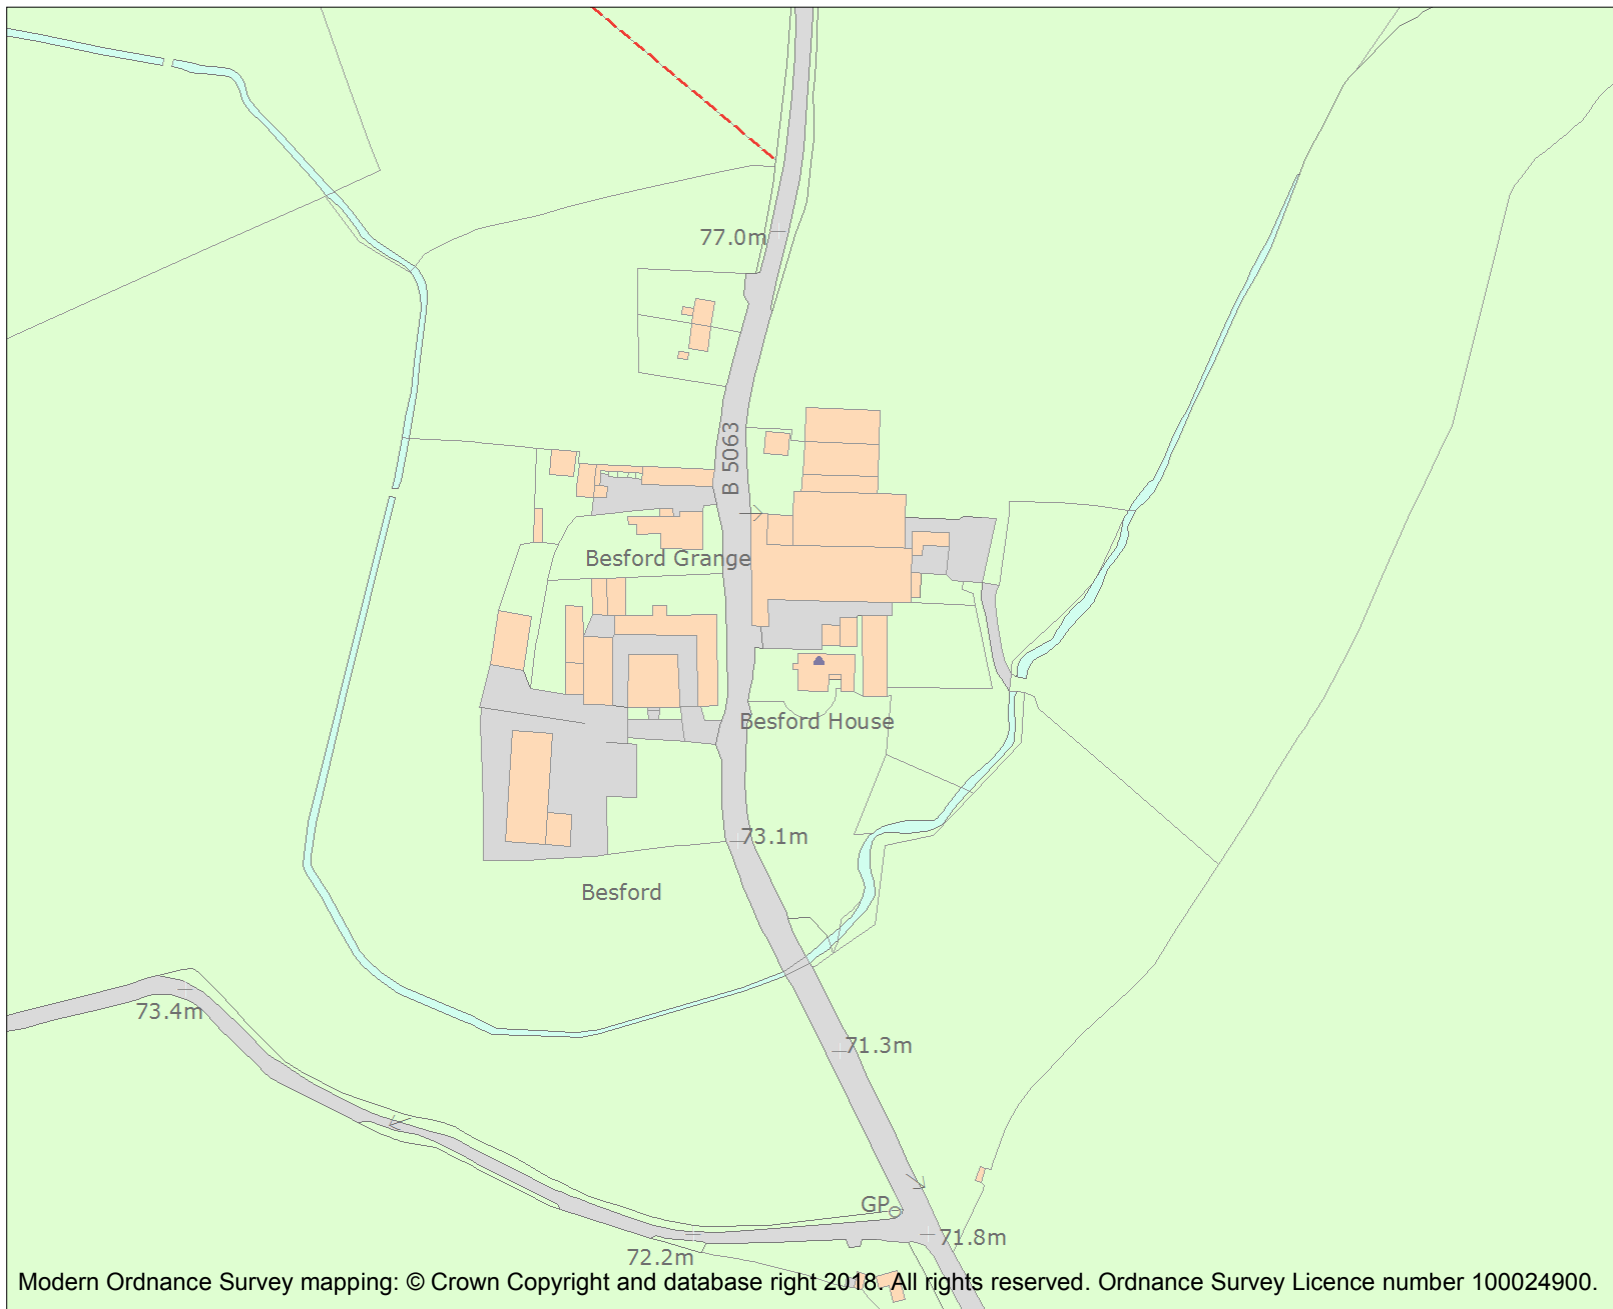 77.0m
B 5063
Besford Grange
Besford House
73.1m
Besford
73.4m
71.3m
GP
71.8m
72.2m
Modern Ordnance Survey mapping: © Crown Copyright and database right 2018. All rights reserved. Ordnance Survey Licence number 100024900.